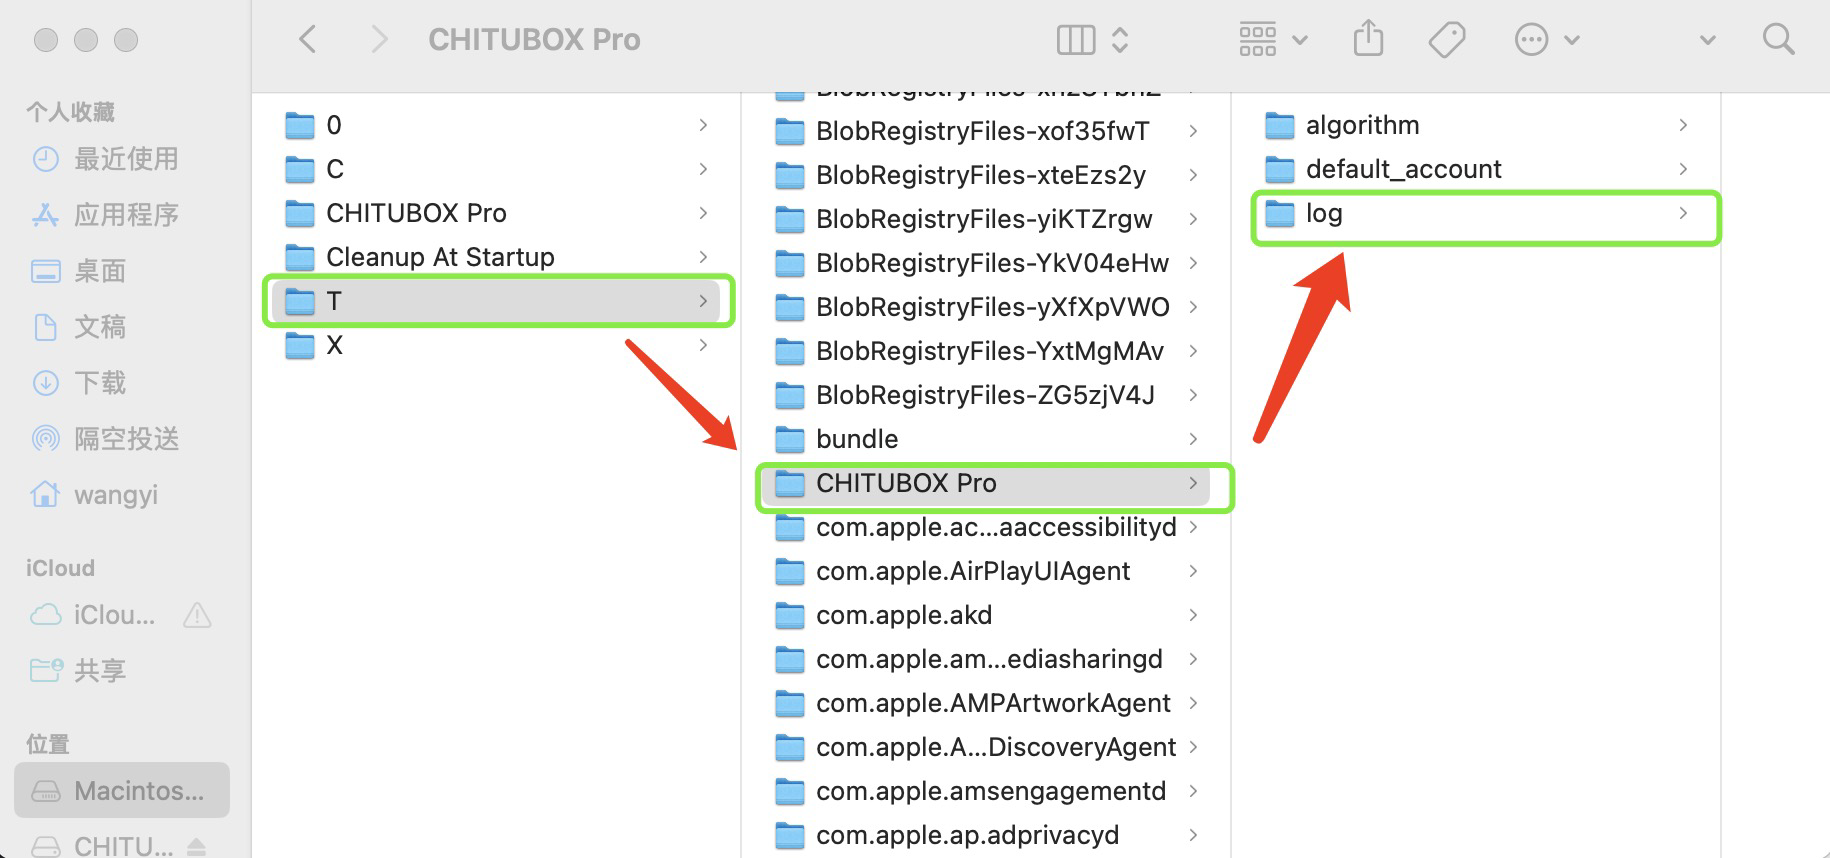 CHITUBOX Pro
个人收藏
最近使用
应用程序
桌面
文稿
下载
隔空投送
wangyi
iCloud
iClou...
共享
位置
Macintos...
CHITU...
0
C
CHITUBOX Pro
Cleanup At Startup
T
X
BlobRegistryFiles-xof35fwT
BlobRegistryFiles-xteEzs2y
BlobRegistryFiles-yiKTZrgw
BlobRegistryFiles-YkV04eHw
BlobRegistryFiles-yXfXpVWO
BlobRegistryFiles-YxtMgMAv
BlobRegistryFiles-ZG5zjV4J
bundle
CHITUBOX Pro
com.apple.ac...aaccessibilityd
com.apple.AirPlayUIAgent
com.apple.akd
com.apple.am...ediasharingd
com.apple.AMPArtworkAgent
com.apple.A...DiscoveryAgent
com.apple.amsengagementd
com.apple.ap.adprivacyd
algorithm
default_account
log